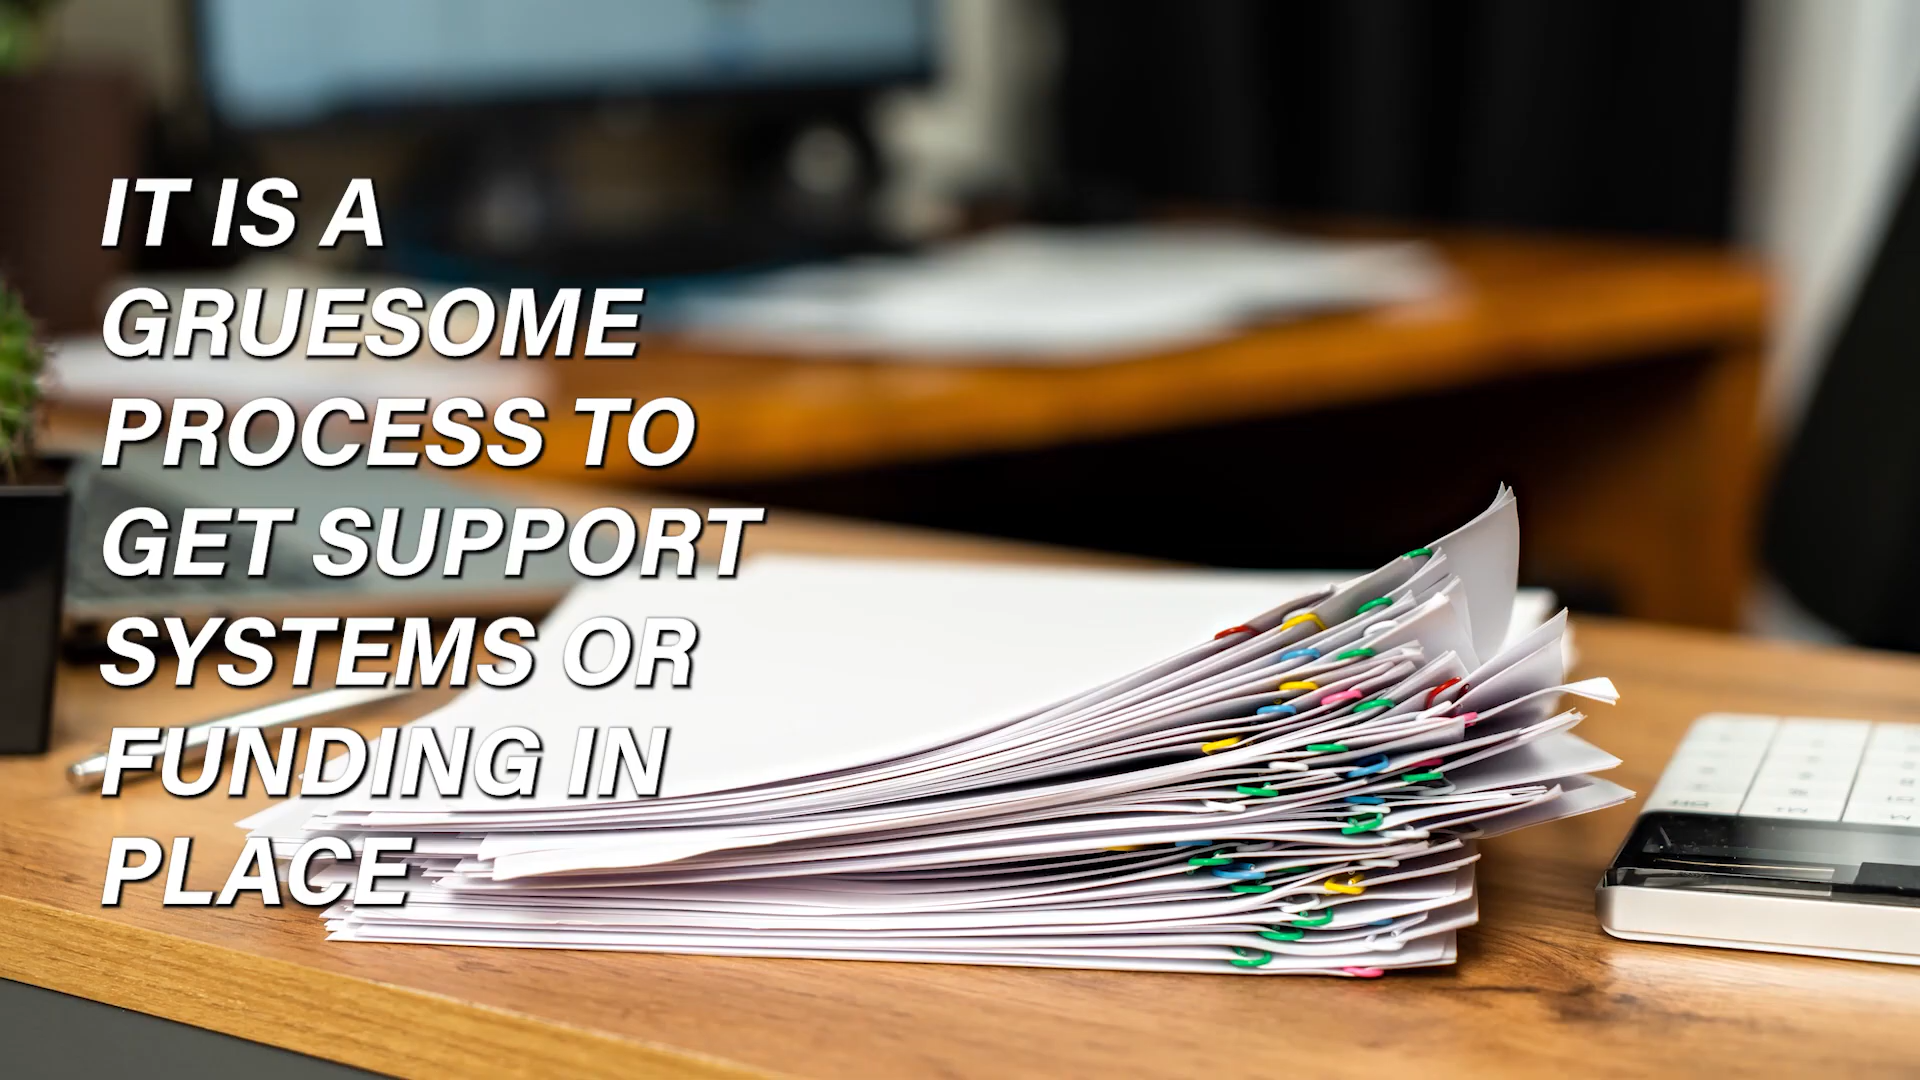 IT IS A
GRUESOME
PROCESS TO
GET SUPPORT
SYSTEMS OR
FUNDING IN
PLACE